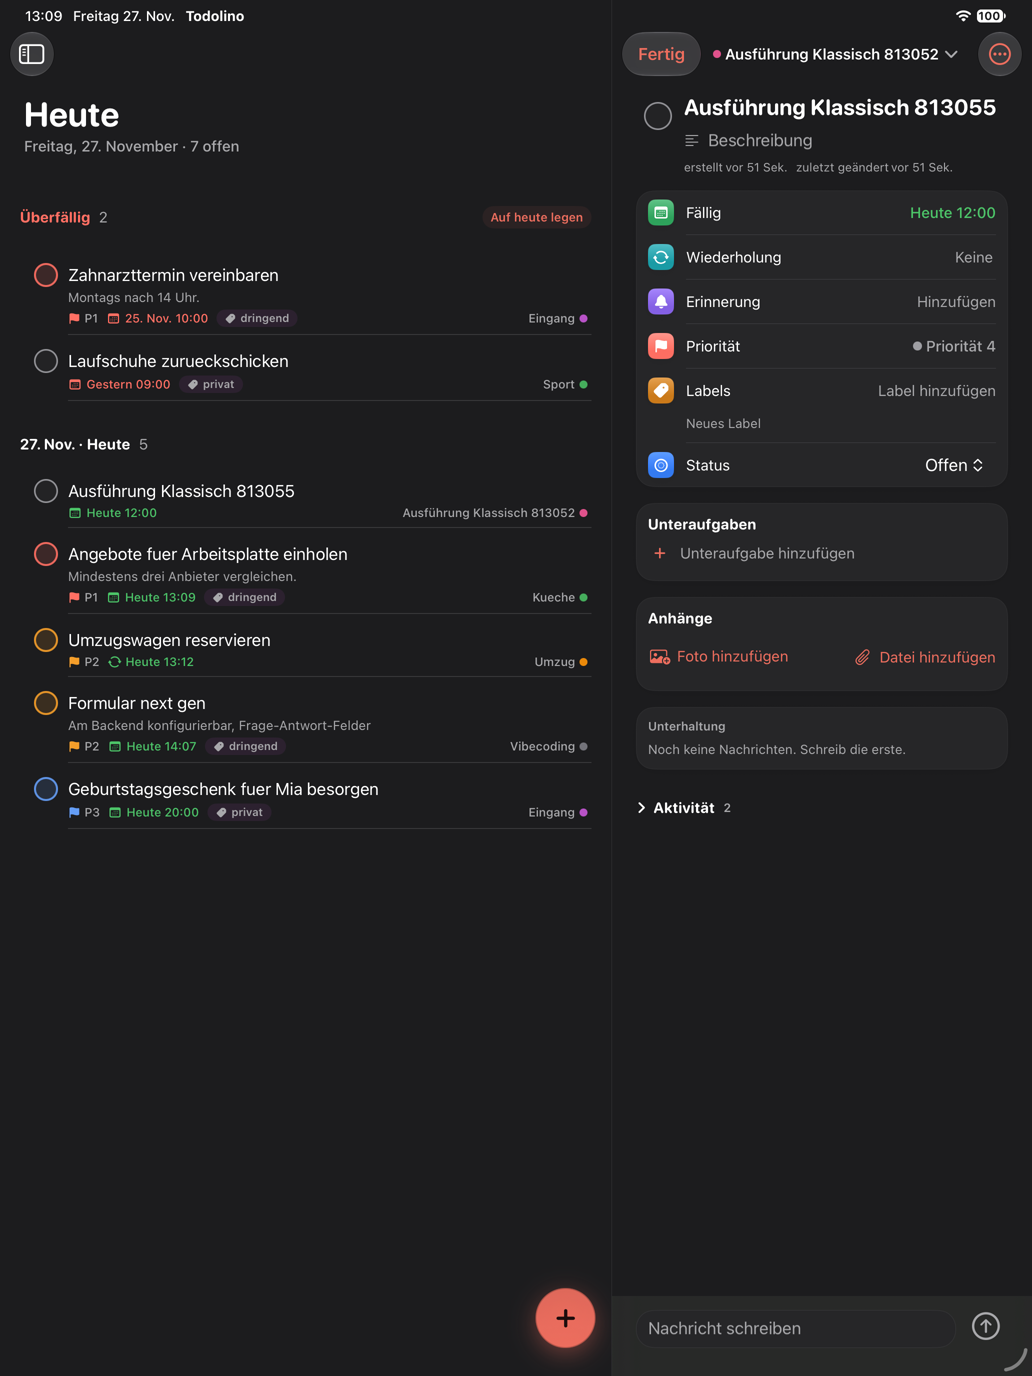 13:09 Freitag 27. Nov. Todolino
100
Heute
Freitag, 27. November · 7 offen
Überfällig 2
Auf heute legen
Zahnarzttermin vereinbaren
Montags nach 14 Uhr.
P1 25. Nov. 10:00 dringend Eingang
Laufschuhe zurueckschicken
Gestern 09:00 privat Sport
27. Nov. · Heute 5
Ausführung Klassisch 813055
Heute 12:00 Ausführung Klassisch 813052
Angebote fuer Arbeitsplatte einholen
Mindestens drei Anbieter vergleichen.
P1 Heute 13:09 dringend Kueche
Umzugswagen reservieren
P2 Heute 13:12 Umzug
Formular next gen
Am Backend konfigurierbar, Frage-Antwort-Felder
P2 Heute 14:07 dringend Vibecoding
Geburtstagsgeschenk fuer Mia besorgen
P3 Heute 20:00 privat Eingang
Fertig Ausführung Klassisch 813052
Ausführung Klassisch 813055
Beschreibung
erstellt vor 51 Sek. zuletzt geändert vor 51 Sek.
Fällig Heute 12:00
Wiederholung Keine
Erinnerung Hinzufügen
Priorität Priorität 4
Labels Label hinzufügen
Neues Label
Status Offen
Unteraufgaben
Unteraufgabe hinzufügen
Anhänge
Foto hinzufügen Datei hinzufügen
Unterhaltung
Noch keine Nachrichten. Schreib die erste.
Aktivität 2
Nachricht schreiben